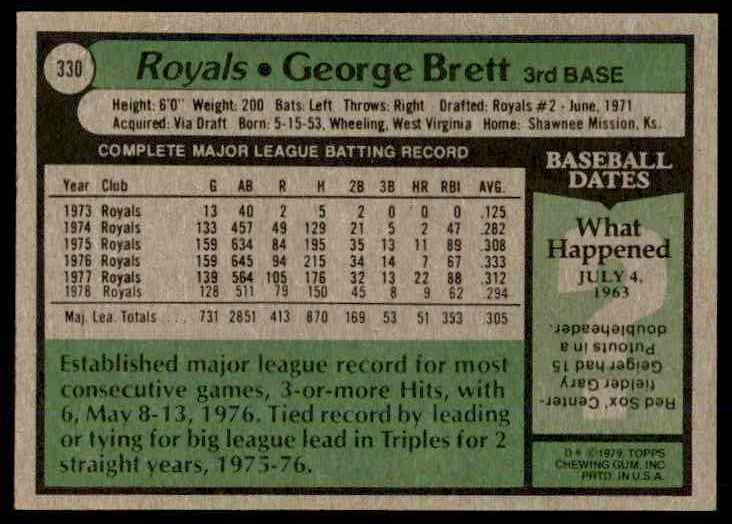 330
Royals • George Brett 3rd BASE
Height: 6'0" Weight: 200 Bats: Left Throws: Right Drafted: Royals #2 - June, 1971
Acquired: Via Draft Born: 5-15-53, Wheeling, West Virginia Home: Shawnee Mission, Ks.
COMPLETE MAJOR LEAGUE BATTING RECORD
Year Club G AB R H 2B 3B HR RBI AVG.
1973 Royals 13 40 2 5 2 0 0 0 .125
1974 Royals 133 457 49 129 21 5 2 47 .282
1975 Royals 159 634 84 195 35 13 11 89 .308
1976 Royals 159 645 94 215 34 14 7 67 .333
1977 Royals 139 564 105 176 32 13 22 88 .312
1978 Royals 128 511 79 150 45 8 9 62 .294
Maj. Lea. Totals .... 731 2851 413 870 169 53 51 353 .305
Established major league record for most
consecutive games, 3-or-more Hits, with
6, May 8-13, 1976. Tied record by leading
or tying for big league lead in Triples for 2
straight years, 1975-76.
BASEBALL
DATES
What
Happened
JULY 4,
1963
?
Red Sox' Center-
fielder Gary
Geiger had 15
Putouts in a
doubleheader.
D* © 1979, TOPPS
CHEWING GUM, INC
PRTD. IN U.S.A.